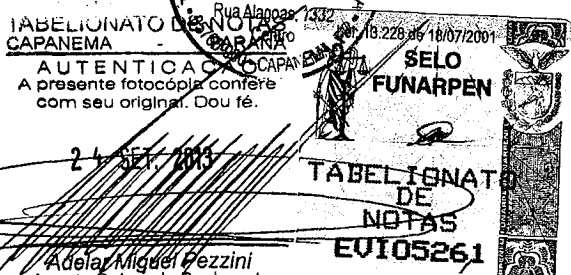 Rua Alagoas, 1332
Centro
TABELIONATO DE NOTAS
CAPANEMA - PARANÁ
AUTENTICAÇÃO
A presente fotocópia confere
com seu original. Dou fé.
24 SET. 2013
Adelar Miguel Pezzini
13.228 de 18/07/2001
SELO
FUNARPEN
TABELIONATO
DE
NOTAS
EVI05261